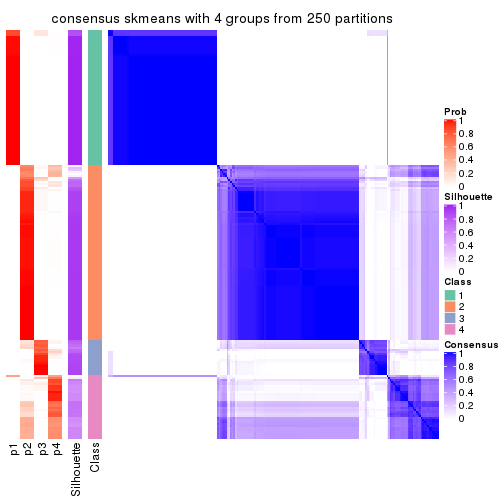 consensus skmeans with 4 groups from 250 partitions
Prob
1
0.8
0.6
0.4
0.2
0
Silhouette
1
0.8
0.6
0.4
0.2
0
Class
1
2
3
4
Consensus
1
0.8
0.6
0.4
0.2
0
p1
p2
p3
p4
Silhouette
Class